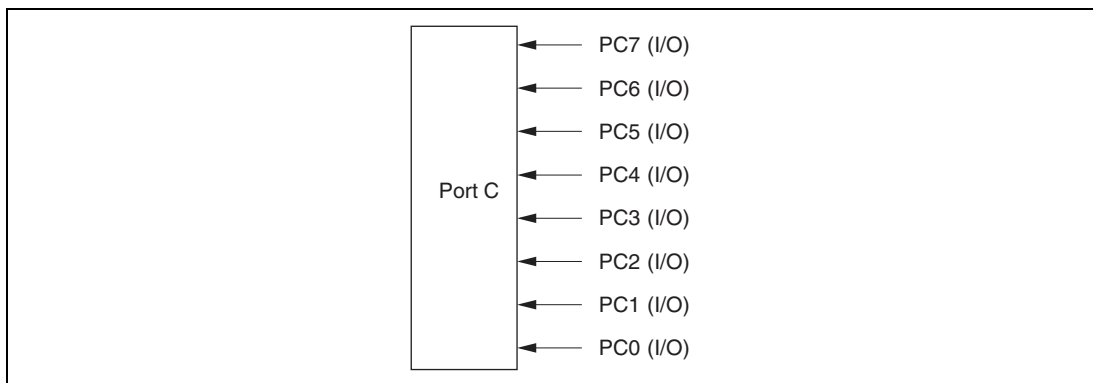 PC7 (I/O)
PC6 (I/O)
PC5 (I/O)
PC4 (I/O)
Port C
PC3 (I/O)
PC2 (I/O)
PC1 (I/O)
PC0 (I/O)